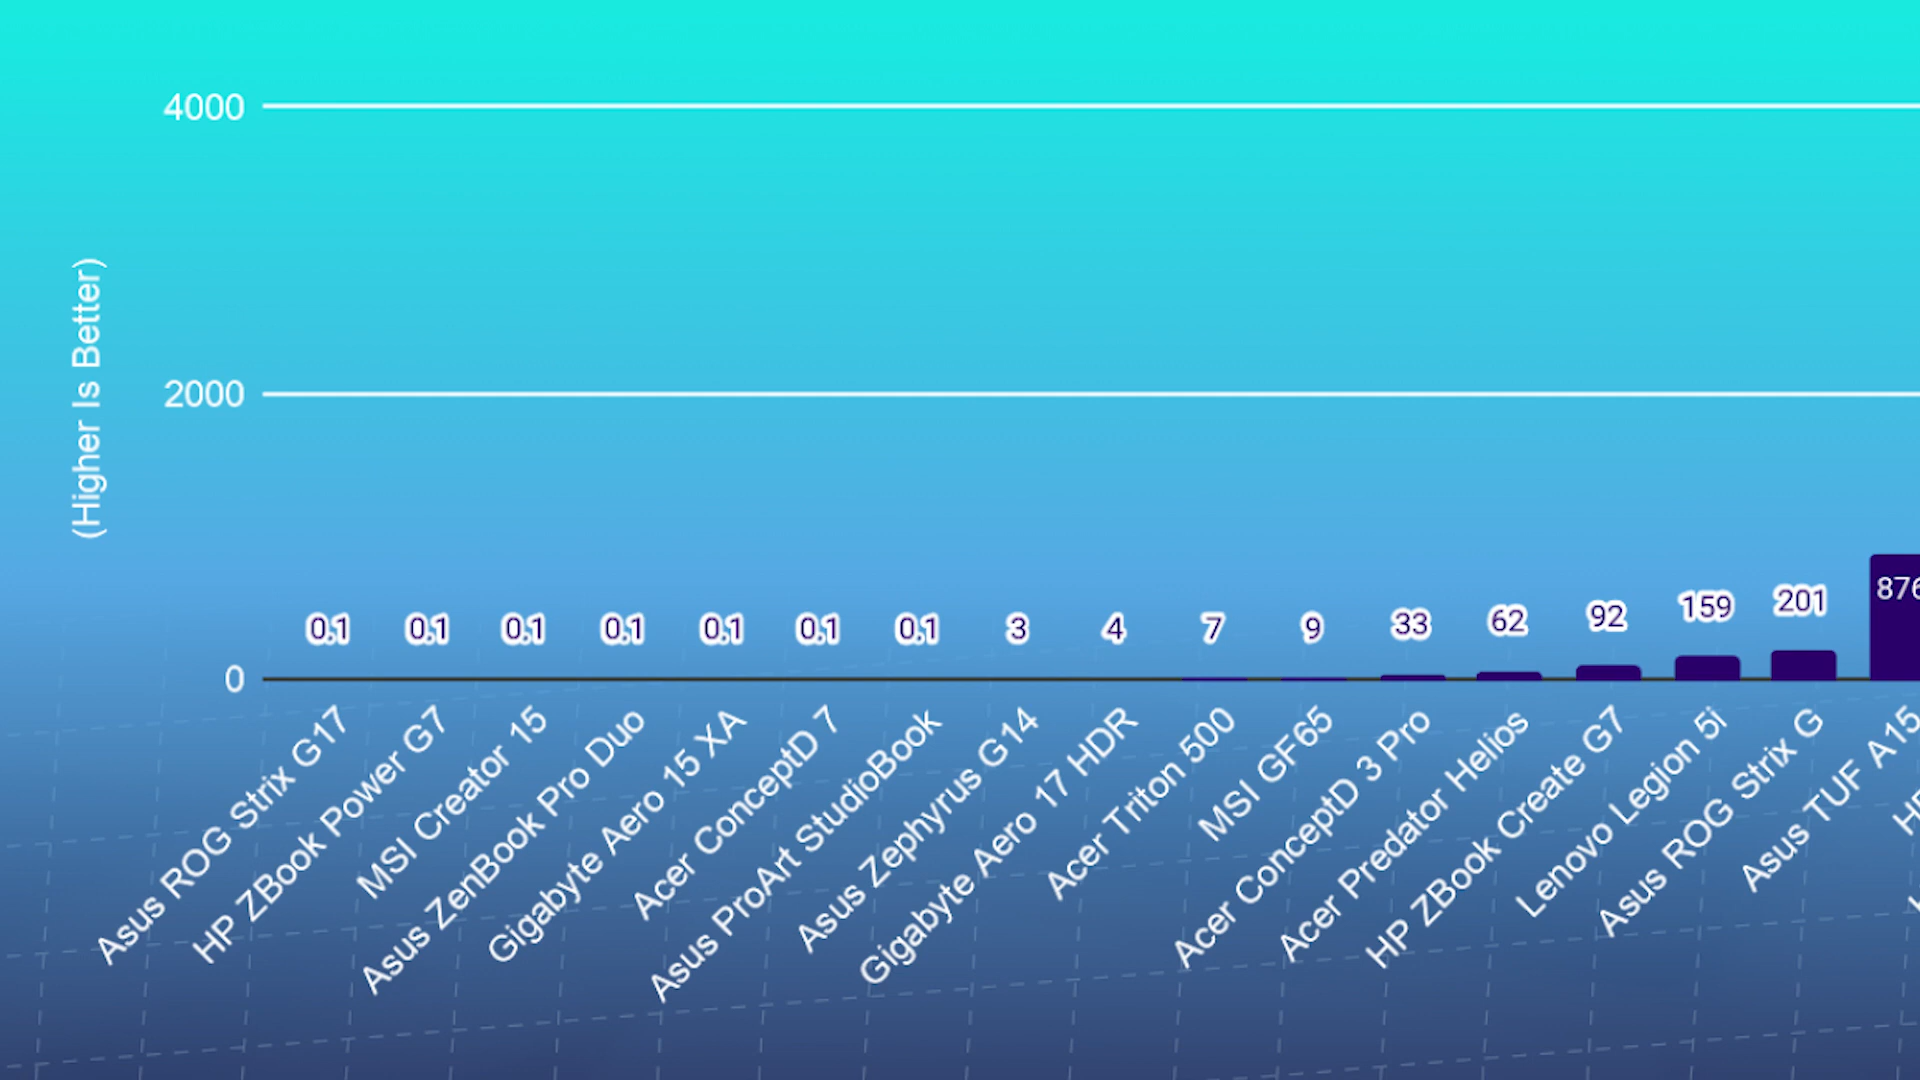 4000
2000
0
(Higher Is Better)
0.1
0.1
0.1
0.1
0.1
0.1
0.1
3
4
7
9
33
62
92
159
201
876
Asus ROG Strix G17
HP ZBook Power G7
MSI Creator 15
Asus ZenBook Pro Duo
Gigabyte Aero 15 XA
Acer ConceptD 7
Asus ProArt StudioBook
Asus Zephyrus G14
Gigabyte Aero 17 HDR
Acer Triton 500
MSI GF65
Acer ConceptD 3 Pro
Acer Predator Helios
HP ZBook Create G7
Lenovo Legion 5i
Asus ROG Strix G
Asus TUF A15